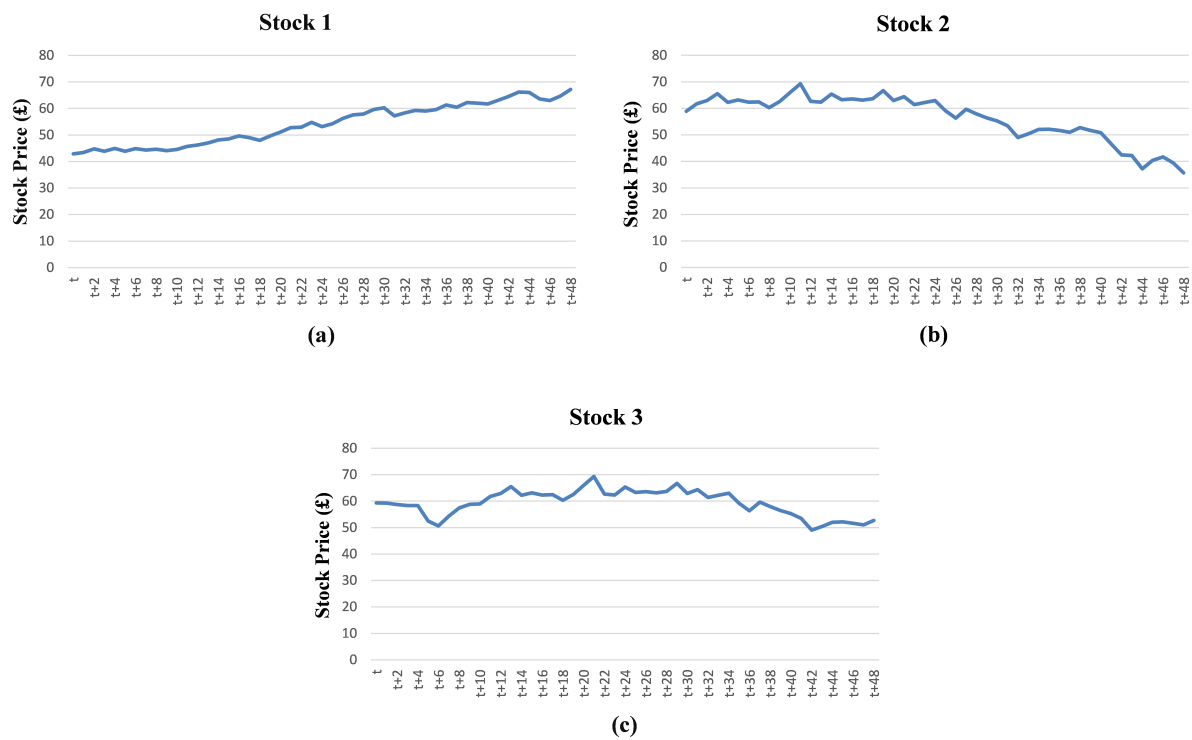 Stock 1
Stock Price (£)
80
70
60
50
40
30
20
10
0
t
t+2
t+4
t+6
t+8
t+10
t+12
t+14
t+16
t+18
t+20
t+22
t+24
t+26
t+28
t+30
t+32
t+34
t+36
t+38
t+40
t+42
t+44
t+46
t+48
(a)
Stock 2
Stock Price (£)
80
70
60
50
40
30
20
10
0
t
t+2
t+4
t+6
t+8
t+10
t+12
t+14
t+16
t+18
t+20
t+22
t+24
t+26
t+28
t+30
t+32
t+34
t+36
t+38
t+40
t+42
t+44
t+46
t+48
(b)
Stock 3
Stock Price (£)
80
70
60
50
40
30
20
10
0
t
t+2
t+4
t+6
t+8
t+10
t+12
t+14
t+16
t+18
t+20
t+22
t+24
t+26
t+28
t+30
t+32
t+34
t+36
t+38
t+40
t+42
t+44
t+46
t+48
(c)